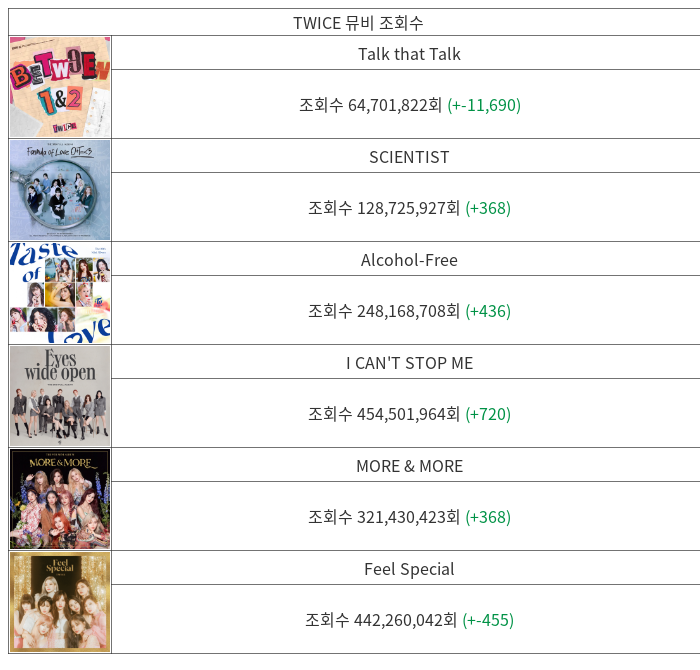 TWICE 뮤비 조회수
BETWEEN
1&2
TWICE
Talk that Talk
조회수 64,701,822회 (+-11,690)
Formula of Love: O+T=<3
SCIENTIST
조회수 128,725,927회 (+368)
Taste
of
Love
Alcohol-Free
조회수 248,168,708회 (+436)
Eyes
wide open
I CAN'T STOP ME
조회수 454,501,964회 (+720)
MORE & MORE
MORE & MORE
조회수 321,430,423회 (+368)
Feel
Special
Feel Special
조회수 442,260,042회 (+-455)